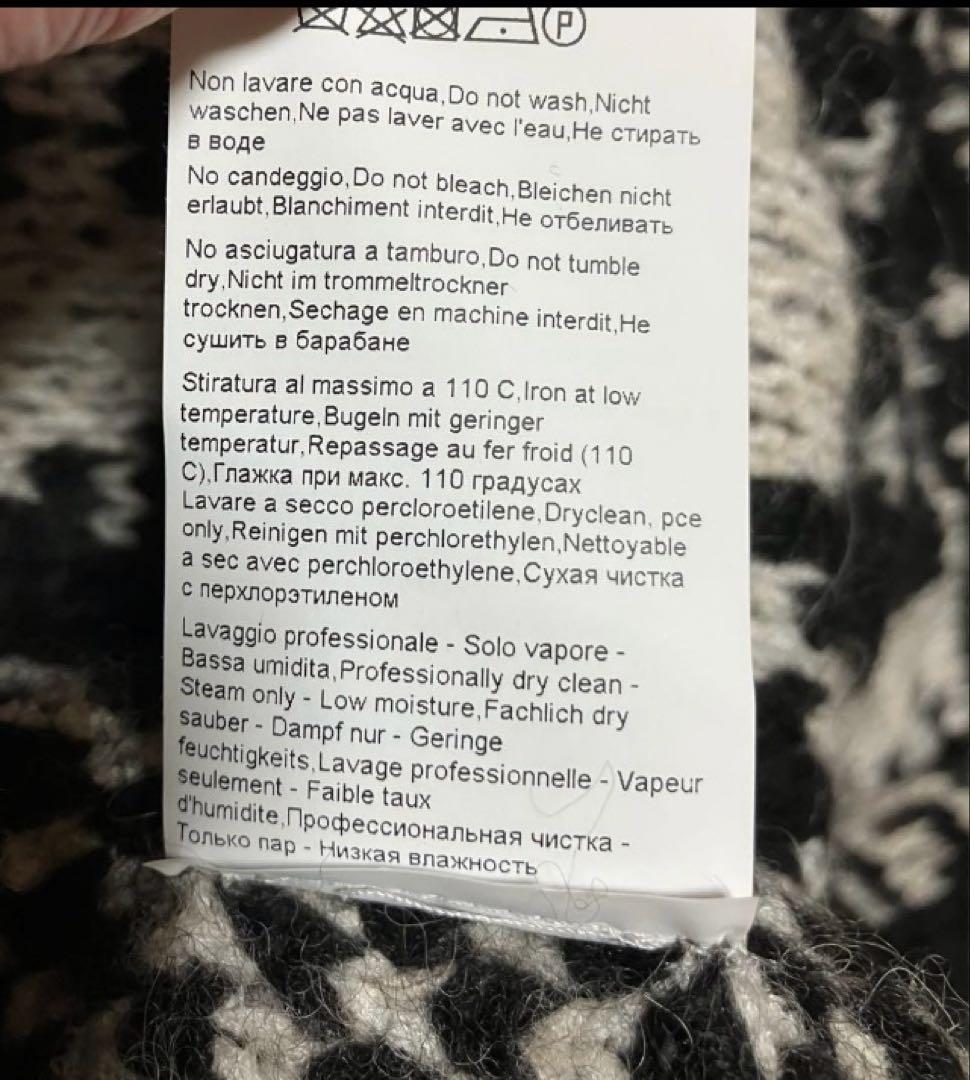 P
Non lavare con acqua,Do not wash,Nicht
waschen,Ne pas laver avec l'eau,Не стирать
в воде
No candeggio,Do not bleach,Bleichen nicht
erlaubt,Blanchiment interdit,Не отбеливать
No asciugatura a tamburo,Do not tumble
dry,Nicht im trommeltrockner
trocknen,Sechage en machine interdit,Не
сушить в барабане
Stiratura al massimo a 110 C,Iron at low
temperature,Bugeln mit geringer
temperatur,Repassage au fer froid (110
C),Глажка при макс. 110 градусах
Lavare a secco percloroetilene,Dryclean, pce
only,Reinigen mit perchlorethylen,Nettoyable
a sec avec perchloroethylene,Сухая чистка
с перхлорэтиленом
Lavaggio professionale - Solo vapore -
Bassa umidita,Professionally dry clean -
Steam only - Low moisture,Fachlich dry
sauber - Dampf nur - Geringe
feuchtigkeits,Lavage professionnelle - Vapeur
seulement - Faible taux
d'humidite,Профессиональная чистка -
Только пар - Низкая влажность